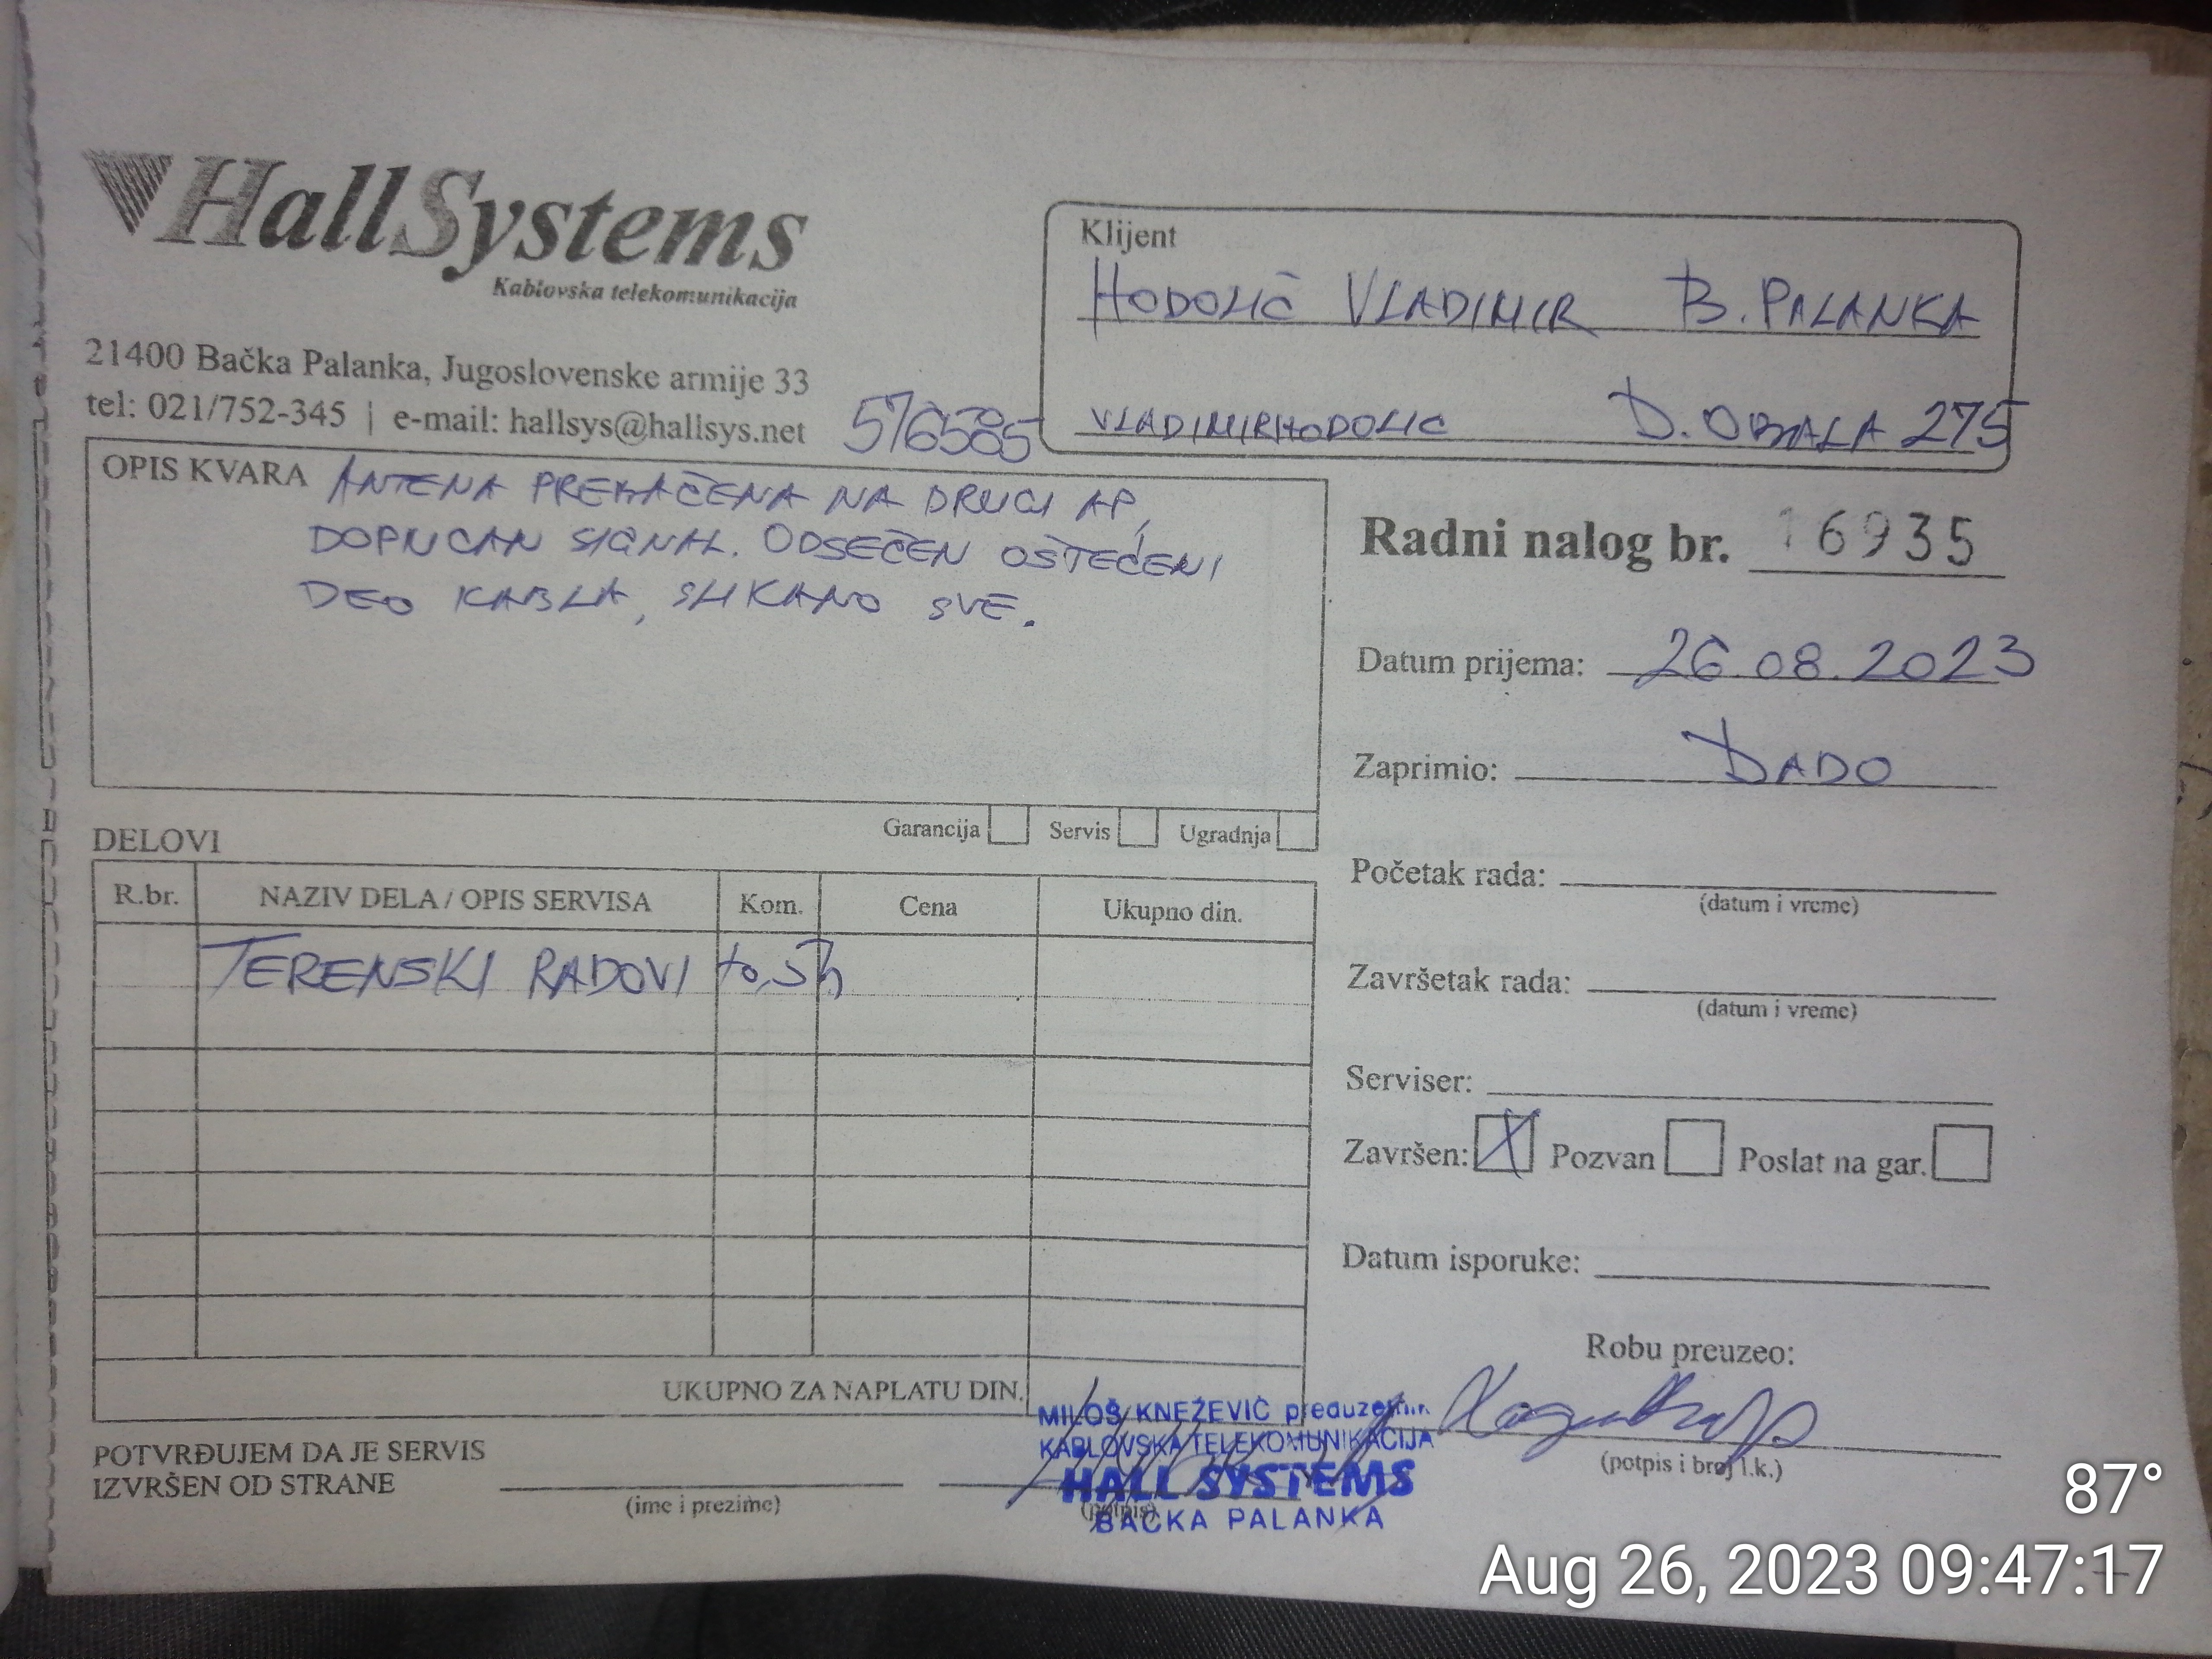 HallSystems
Kablovska telekomunikacija
21400 Bačka Palanka, Jugoslovenske armije 33
tel: 021/752-345 | e-mail: hallsys@hallsys.net
Klijent
HODOLIČ VLADIMIR B. PALANKA
VLADIMIRHODOLIC D. OBALA 275
OPIS KVARA ANTENA PREBAČENA NA DRUGI AP,
DOPUCAN SIGNAL. ODSEČEN OŠTEĆENI
DEO KABLA, SLIKANO SVE.
Garancija Servis Ugradnja
Radni nalog br. 16935
Datum prijema: 26.08.2023
Zaprimio: DADO
Početak rada:
(datum i vreme)
Završetak rada:
(datum i vreme)
Serviser:
Završen: X Pozvan Poslat na gar.
Datum isporuke:
Robu preuzeo:
(potpis i broj l.k.)
DELOVI
R.br. NAZIV DELA / OPIS SERVISA Kom. Cena Ukupno din.
TERENSKI RADOVI 0,5h
UKUPNO ZA NAPLATU DIN.
POTVRĐUJEM DA JE SERVIS
IZVRŠEN OD STRANE
(ime i prezime)
(potpis)
MILOŠ KNEŽEVIĆ preduzetnik
KABLOVSKA TELEKOMUNIKACIJA
HALL SYSTEMS
BAČKA PALANKA
87°
Aug 26, 2023 09:47:17